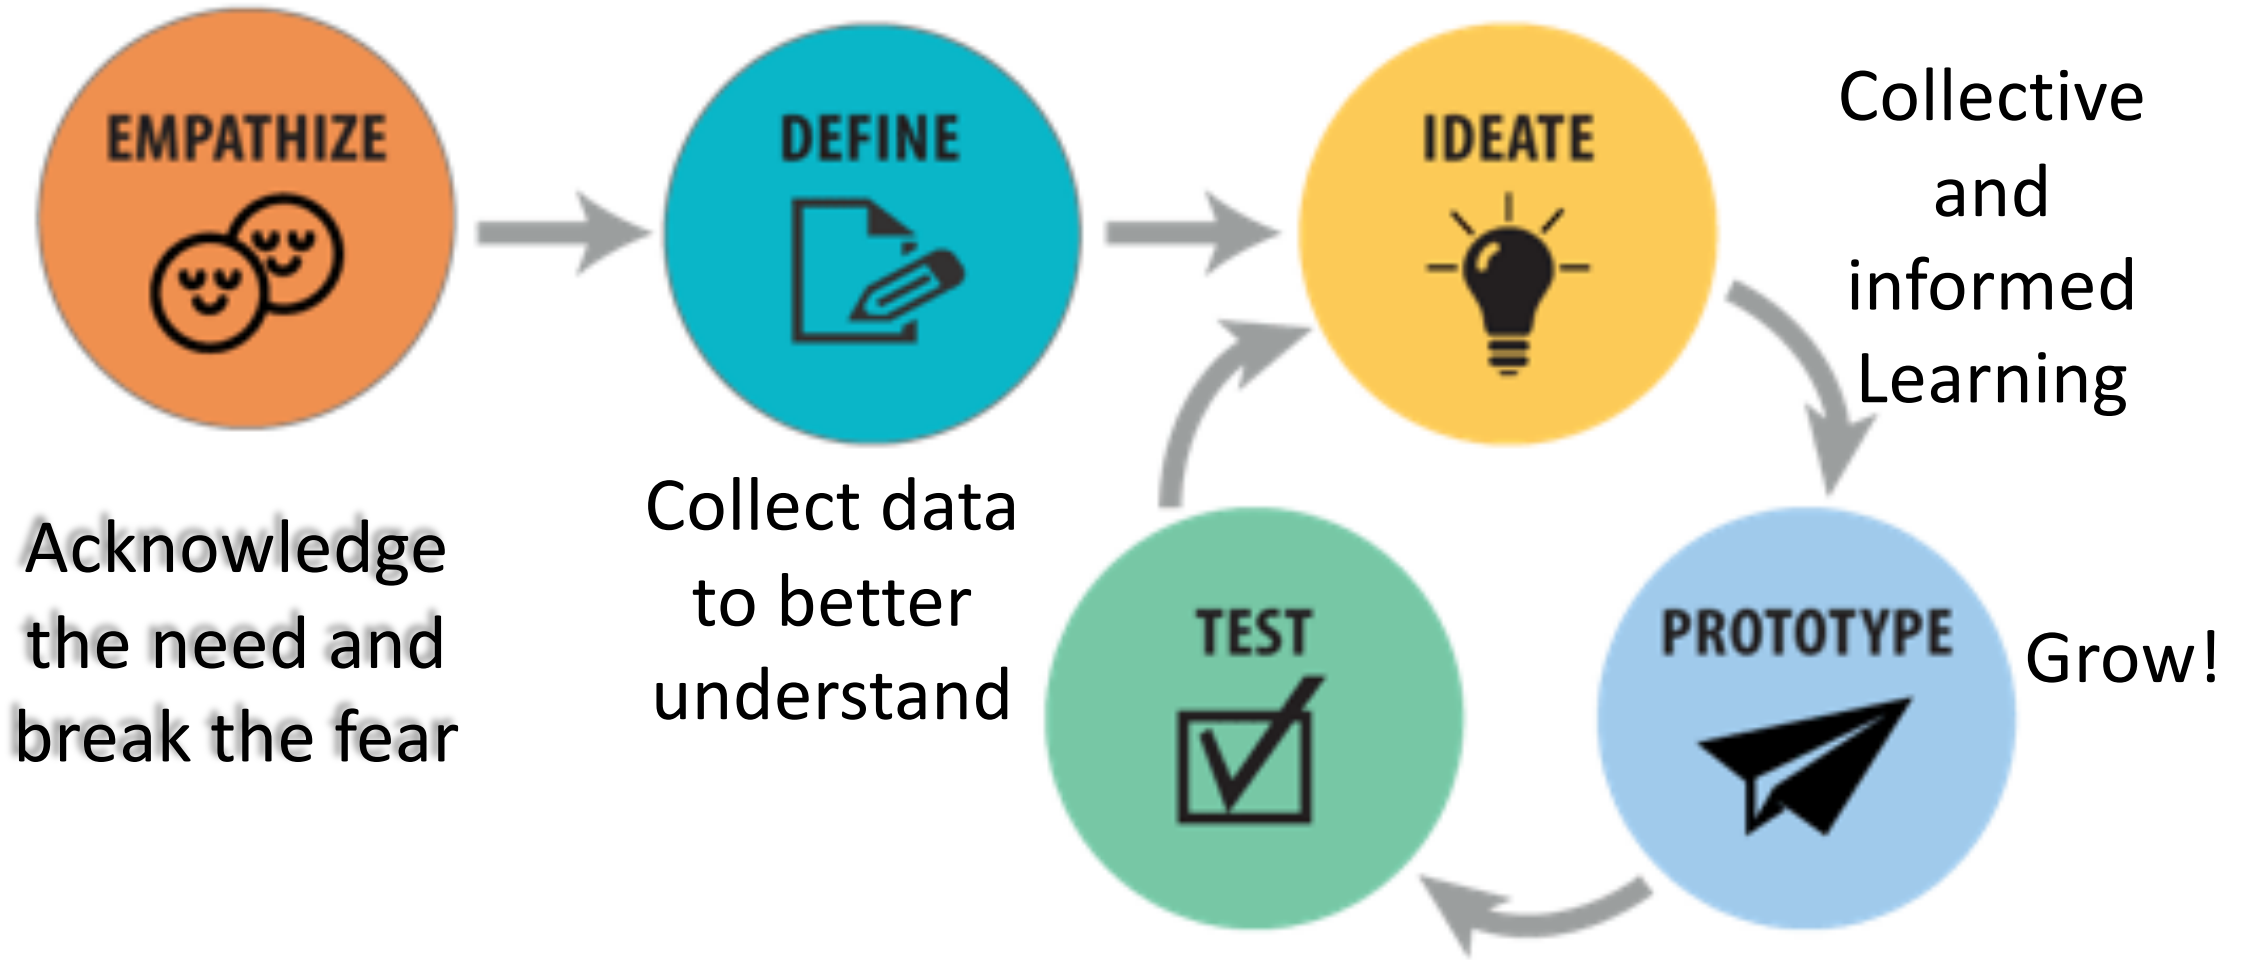 EMPATHIZE
Acknowledge
the need and
break the fear
DEFINE
Collect data
to better
understand
IDEATE
Collective
and
informed
Learning
PROTOTYPE
Grow!
TEST